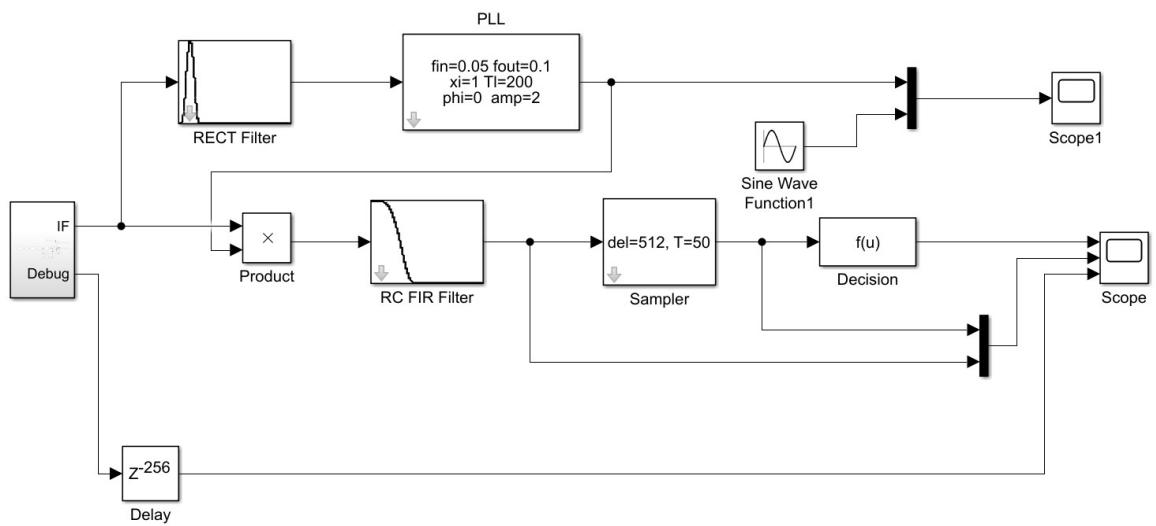 PLL
fin=0.05 fout=0.1
xi=1 Tl=200
phi=0 amp=2
RECT Filter
Scope1
Sine Wave
Function1
IF
Debug
×
Product
RC FIR Filter
del=512, T=50
Sampler
f(u)
Decision
Scope
Z-256
Delay